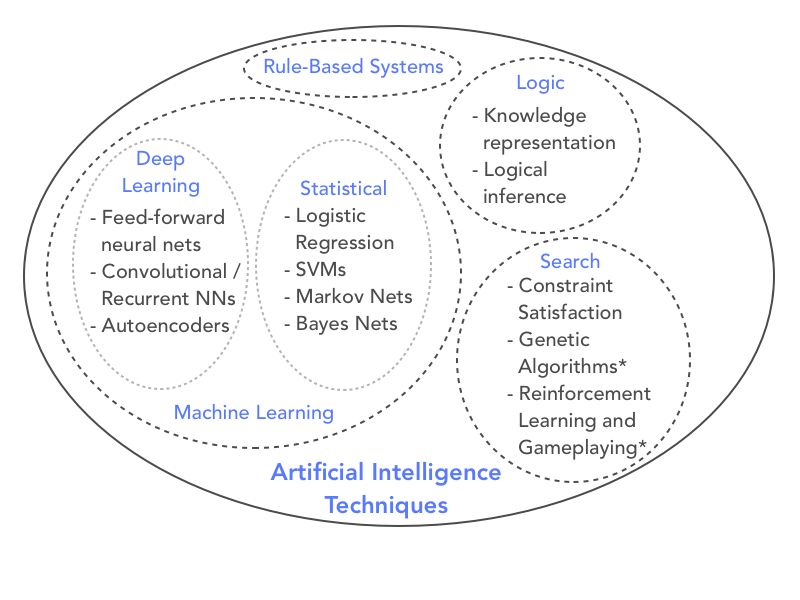 Rule-Based Systems
Logic
- Knowledge
representation
- Logical
inference
Deep
Learning
- Feed-forward
neural nets
- Convolutional /
Recurrent NNs
- Autoencoders
Statistical
- Logistic
Regression
- SVMs
- Markov Nets
- Bayes Nets
Machine Learning
Search
- Constraint
Satisfaction
- Genetic
Algorithms*
- Reinforcement
Learning and
Gameplaying*
Artificial Intelligence
Techniques